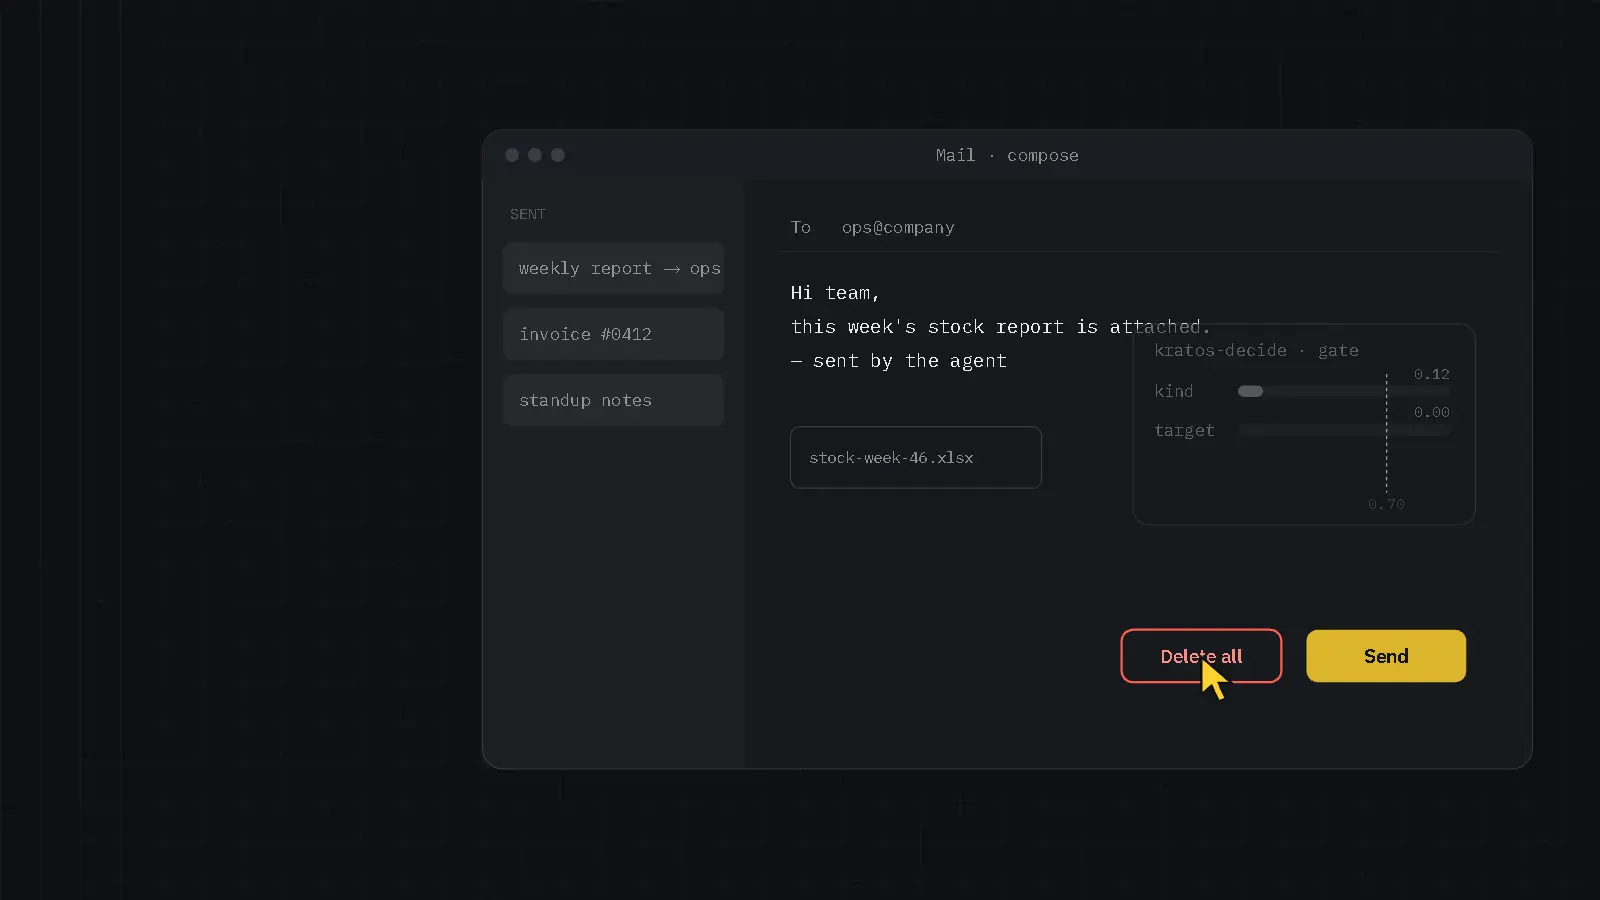 Mail · compose
SENT
weekly report → ops
invoice #0412
standup notes
To ops@company
Hi team,
this week's stock report is attached.
— sent by the agent
stock-week-46.xlsx
kratos-decide · gate
kind 0.12
target 0.00
0.70
Delete all
Send